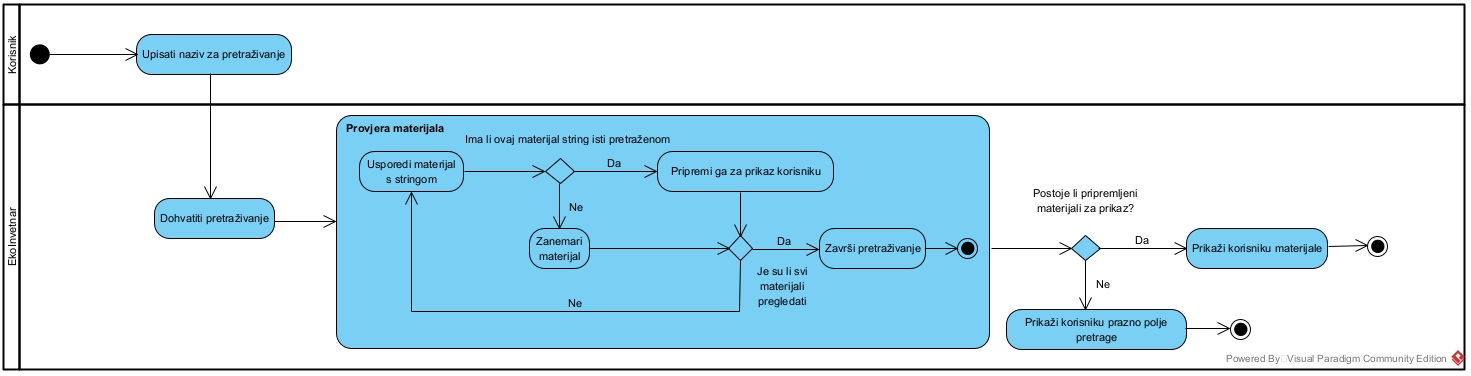 Korisnik
Upisati naziv za pretraživanje
EkoInvetnar
Dohvatiti pretraživanje
Provjera materijala
Ima li ovaj materijal string isti pretraženom
Usporedi materijal
s stringom
Da
Pripremi ga za prikaz korisniku
Ne
Zanemari
materijal
Da
Je su li svi
materijali
pregledati
Završi pretraživanje
Ne
Postoje li pripremljeni
materijali za prikaz?
Da
Prikaži korisniku materijale
Ne
Prikaži korisniku prazno polje
pretrage
Powered By Visual Paradigm Community Edition